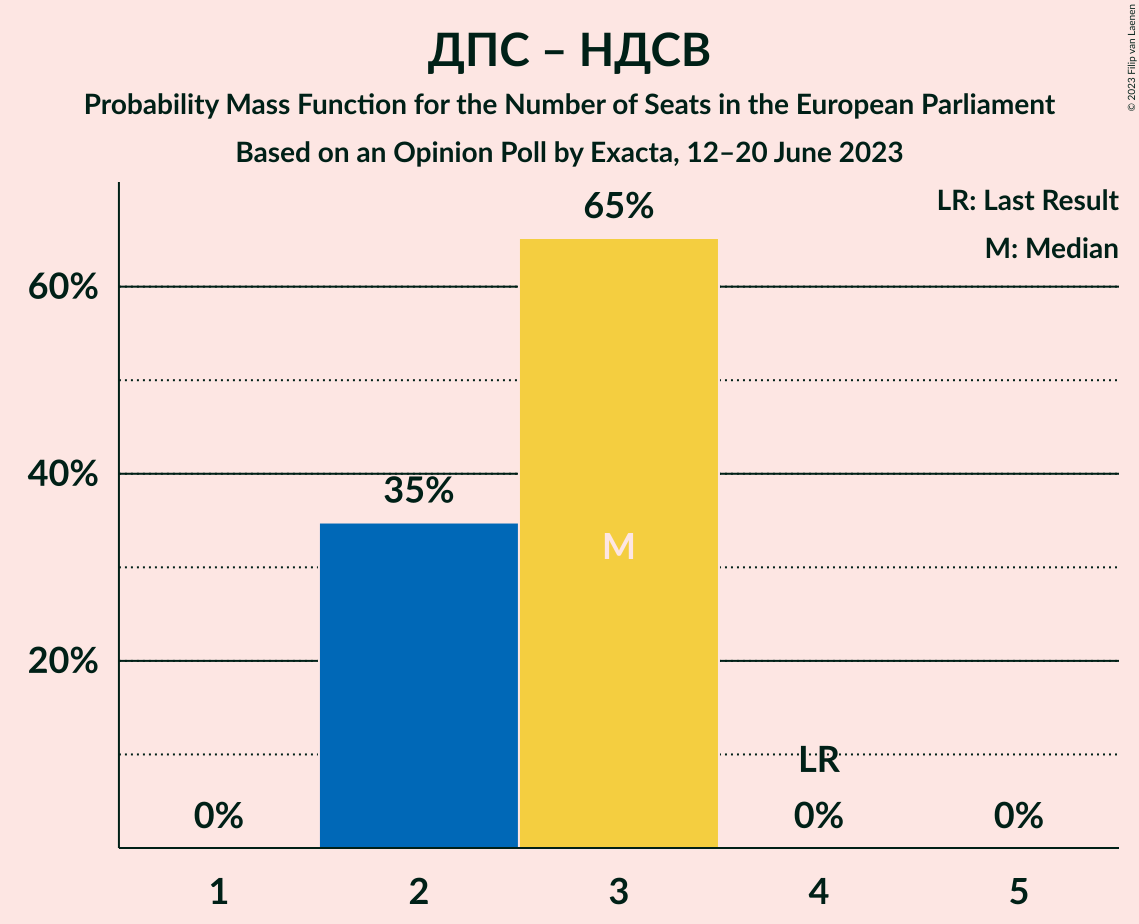 ДПС – НДСВ
Probability Mass Function for the Number of Seats in the European Parliament
Based on an Opinion Poll by Exacta, 12–20 June 2023
© 2023 Filip van Laenen
LR: Last Result
M: Median
65%
60%
40%
35%
M
20%
LR
0%
0%
0%
1
2
3
4
5